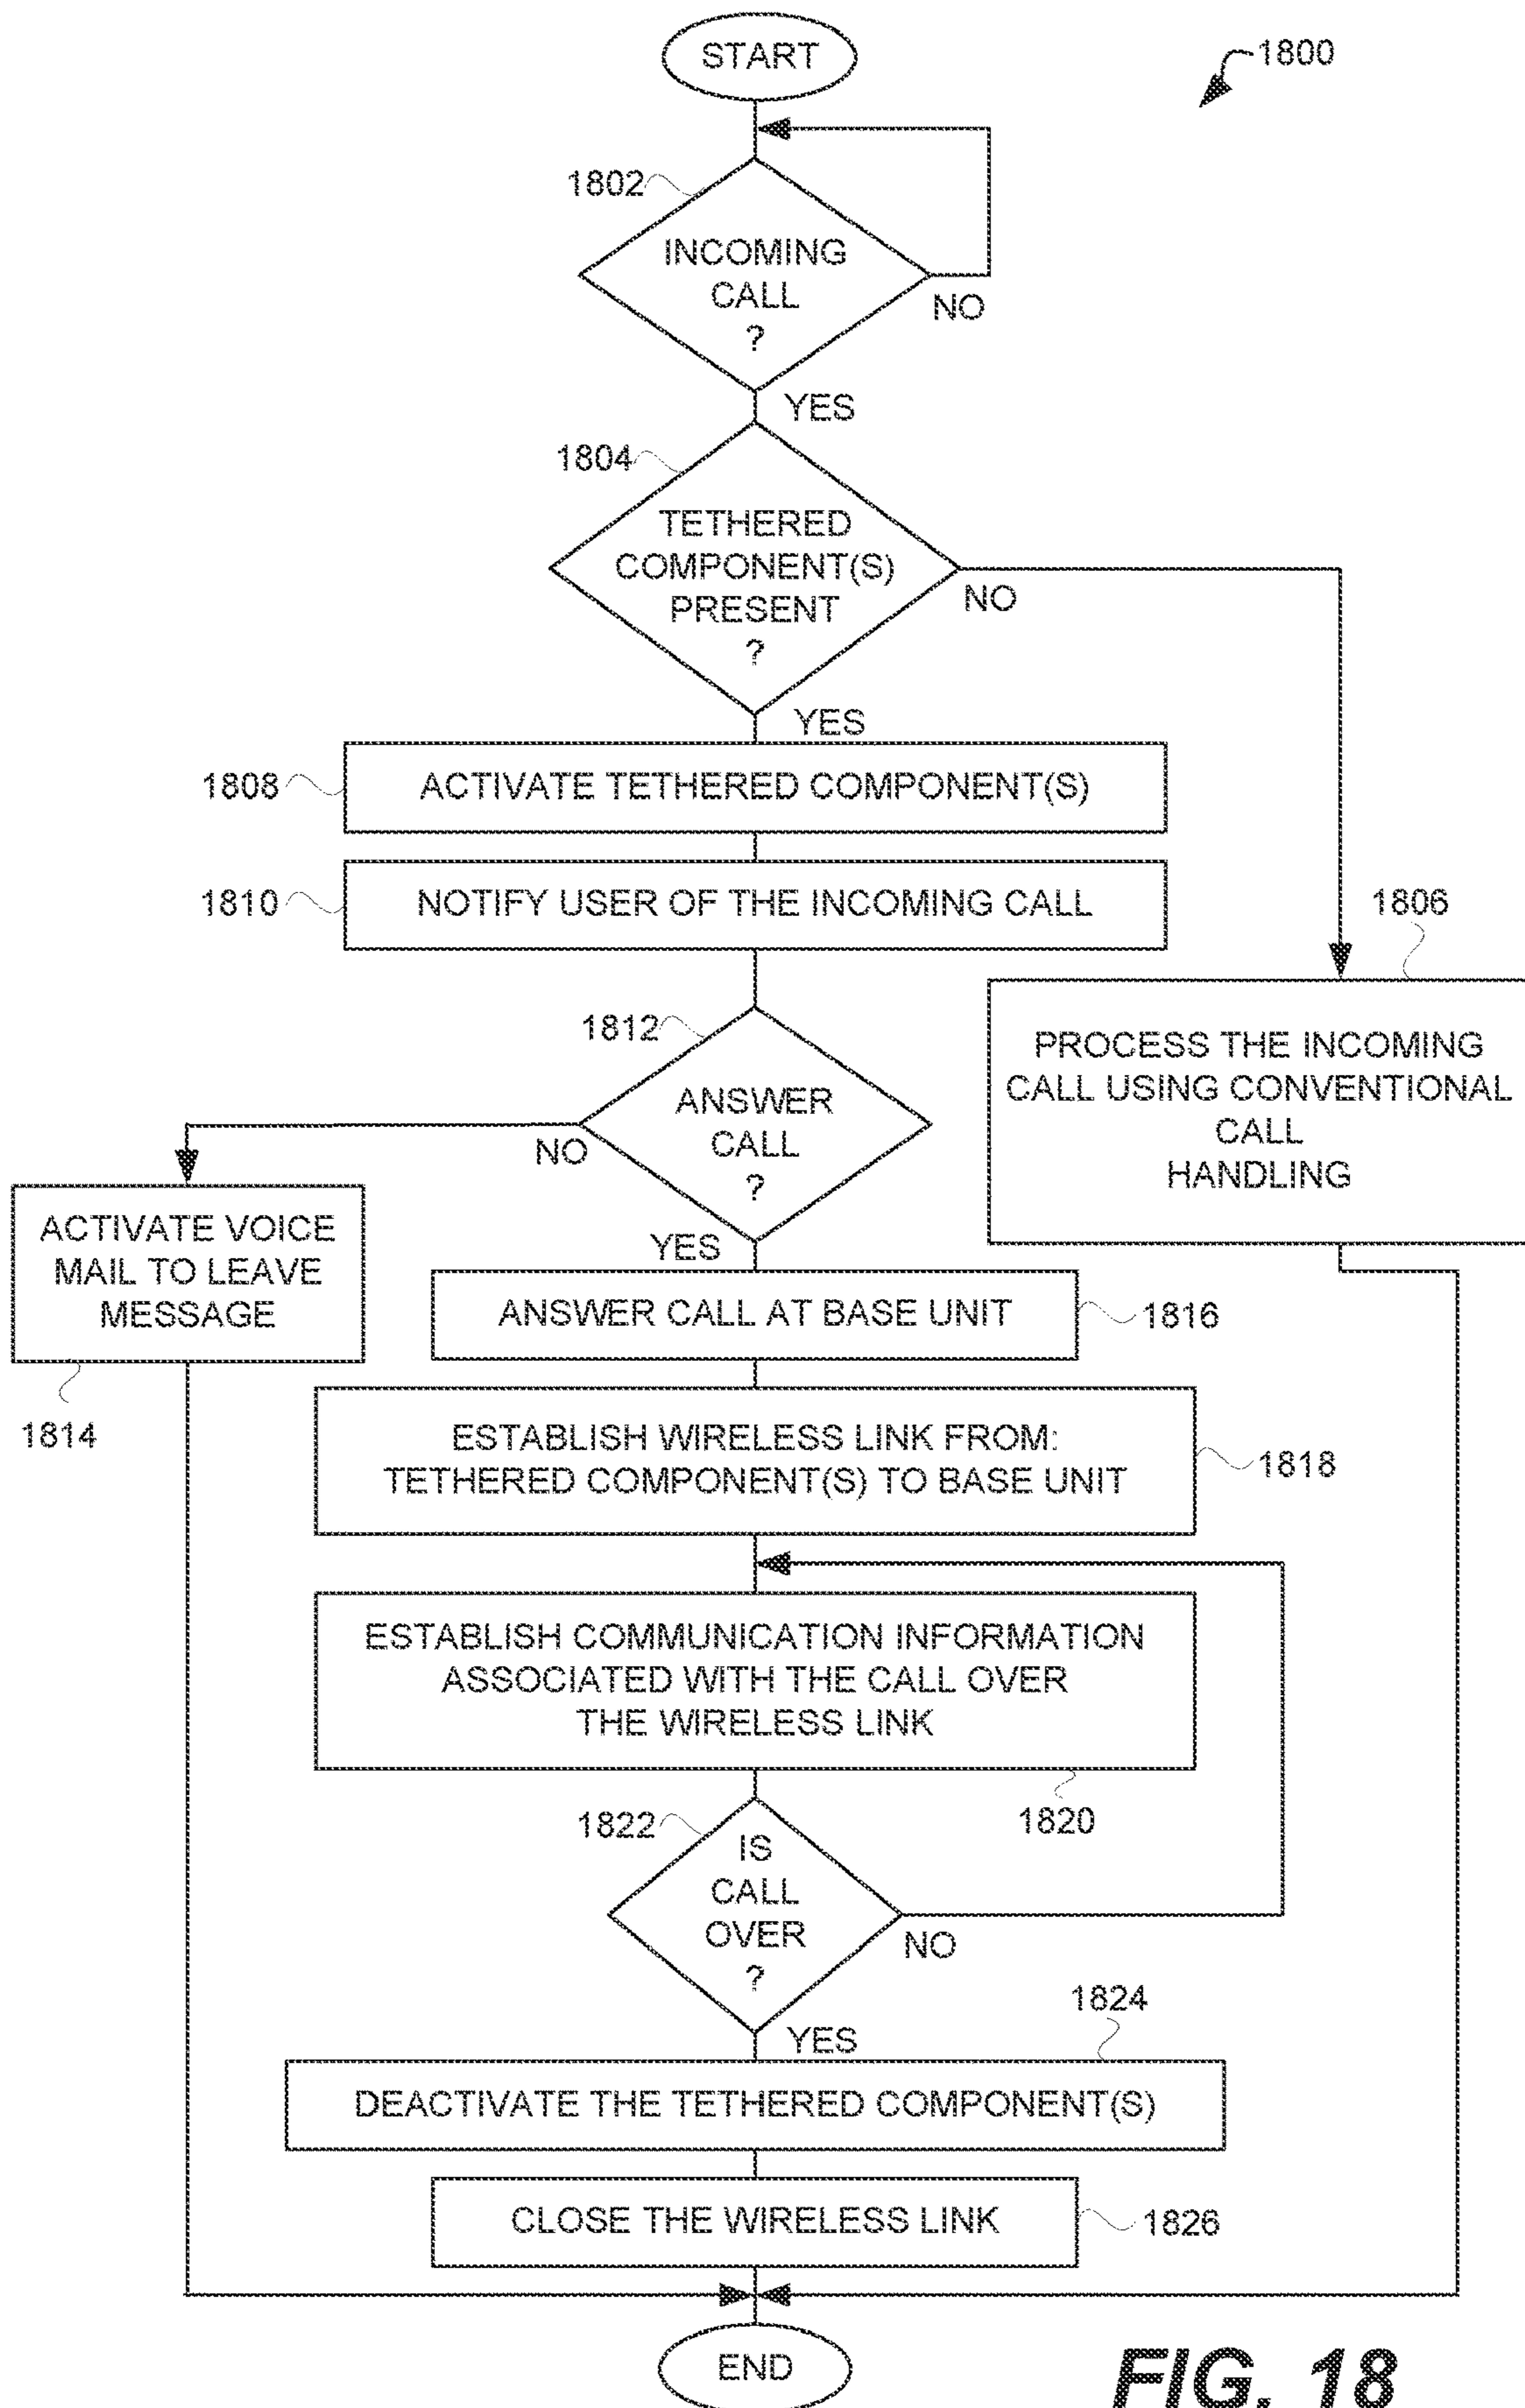 START
1800
1802
INCOMING
CALL
?
NO
YES
1804
TETHERED
COMPONENT(S)
PRESENT
?
NO
YES
1808
ACTIVATE TETHERED COMPONENT(S)
1810
NOTIFY USER OF THE INCOMING CALL
1806
PROCESS THE INCOMING
CALL USING CONVENTIONAL
CALL
HANDLING
1812
ANSWER
CALL
?
NO
YES
ACTIVATE VOICE
MAIL TO LEAVE
MESSAGE
1814
ANSWER CALL AT BASE UNIT
1816
ESTABLISH WIRELESS LINK FROM:
TETHERED COMPONENT(S) TO BASE UNIT
1818
ESTABLISH COMMUNICATION INFORMATION
ASSOCIATED WITH THE CALL OVER
THE WIRELESS LINK
1820
1822
IS
CALL
OVER
?
NO
YES
1824
DEACTIVATE THE TETHERED COMPONENT(S)
CLOSE THE WIRELESS LINK
1826
END
FIG. 18